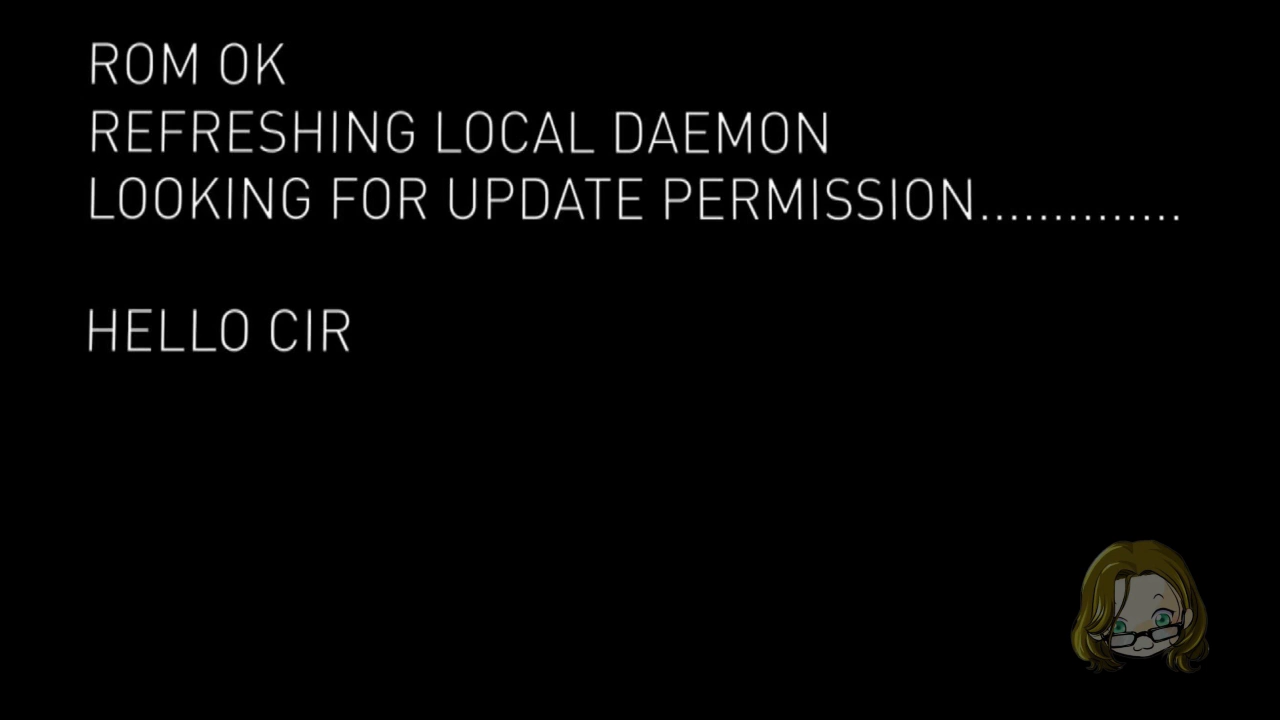 ROM OK
REFRESHING LOCAL DAEMON
LOOKING FOR UPDATE PERMISSION..............
HELLO CIR